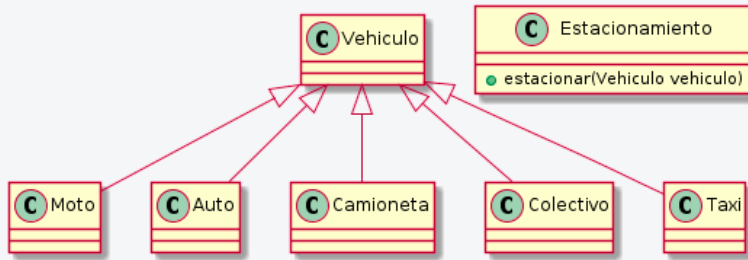 C Vehiculo
C Estacionamiento
estacionar(Vehiculo vehiculo)
C Moto
C Auto
C Camioneta
C Colectivo
C Taxi